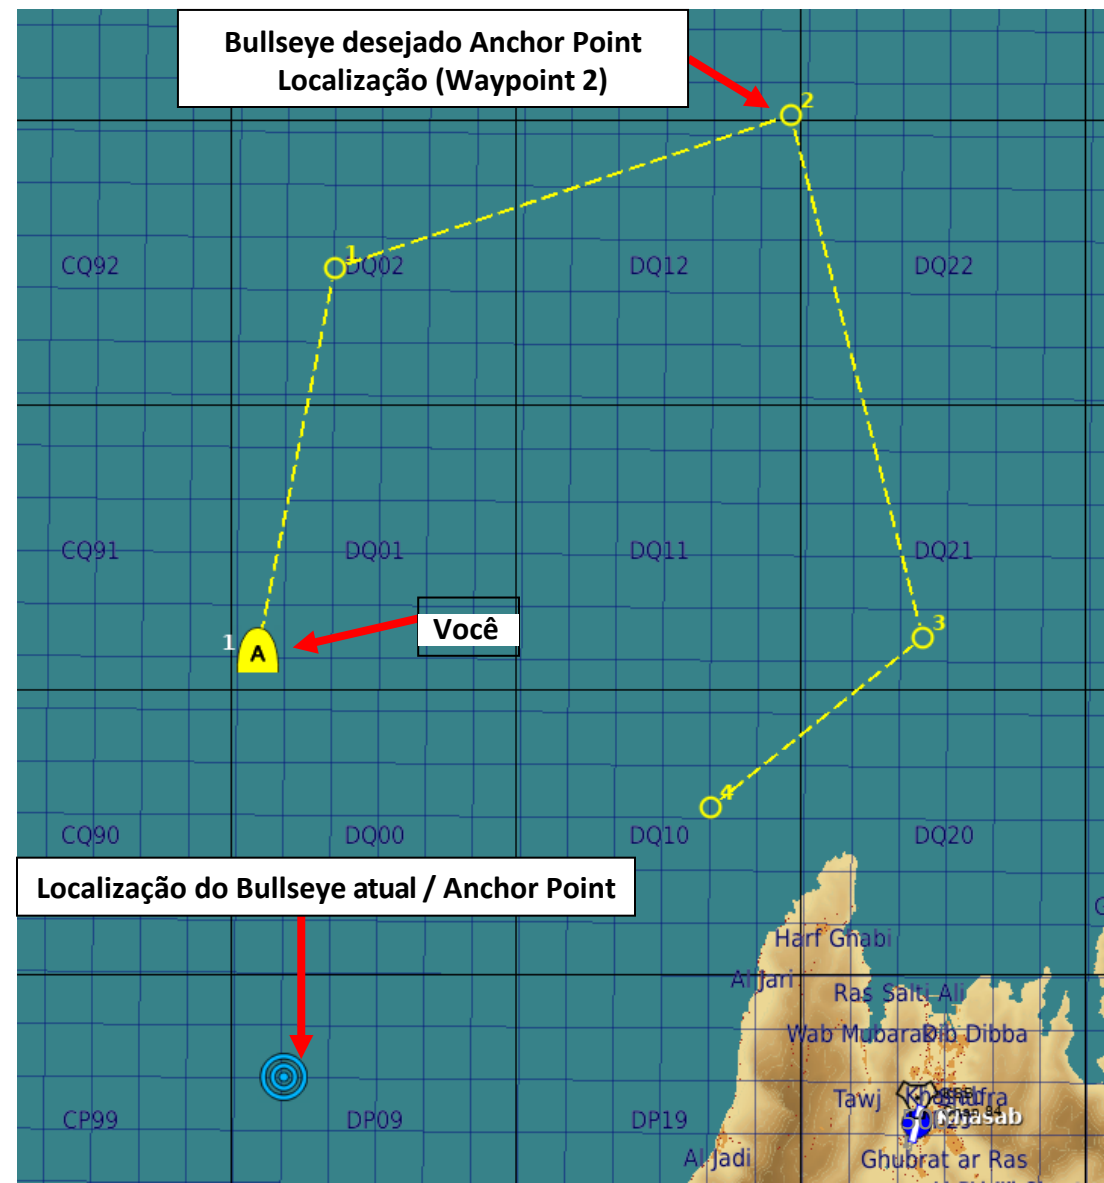 Bullseye desejado Anchor Point
Localização (Waypoint 2)
2
1
CQ92
DQ02
DQ12
DQ22
CQ91
DQ01
DQ11
DQ21
1
A
Você
3
4
CQ90
DQ00
DQ10
DQ20
Localização do Bullseye atual / Anchor Point
G
Harf Ghabi
Al Jari
Ras Salti Ali
Wab Mubarak
Dib Dibba
Tawj
Khasab
CP99
DP09
DP19
Al Jadi
Ghubrat ar Ras